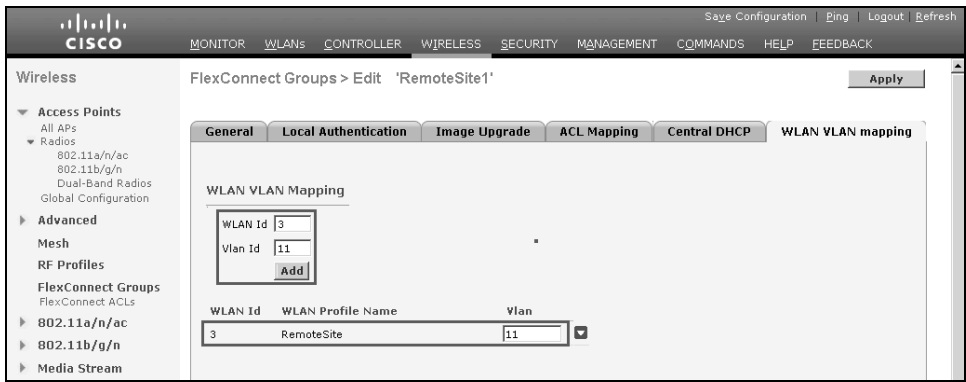 Save Configuration | Ping | Logout | Refresh
CISCO
MONITOR WLANs CONTROLLER WIRELESS SECURITY MANAGEMENT COMMANDS HELP FEEDBACK
Wireless
Access Points
All APs
Radios
802.11a/n/ac
802.11b/g/n
Dual-Band Radios
Global Configuration
Advanced
Mesh
RF Profiles
FlexConnect Groups
FlexConnect ACLs
802.11a/n/ac
802.11b/g/n
Media Stream
FlexConnect Groups > Edit 'RemoteSite1'
Apply
General Local Authentication Image Upgrade ACL Mapping Central DHCP WLAN VLAN mapping
WLAN VLAN Mapping
WLAN Id 3
Vlan Id 11
Add
WLAN Id WLAN Profile Name Vlan
3 RemoteSite 11